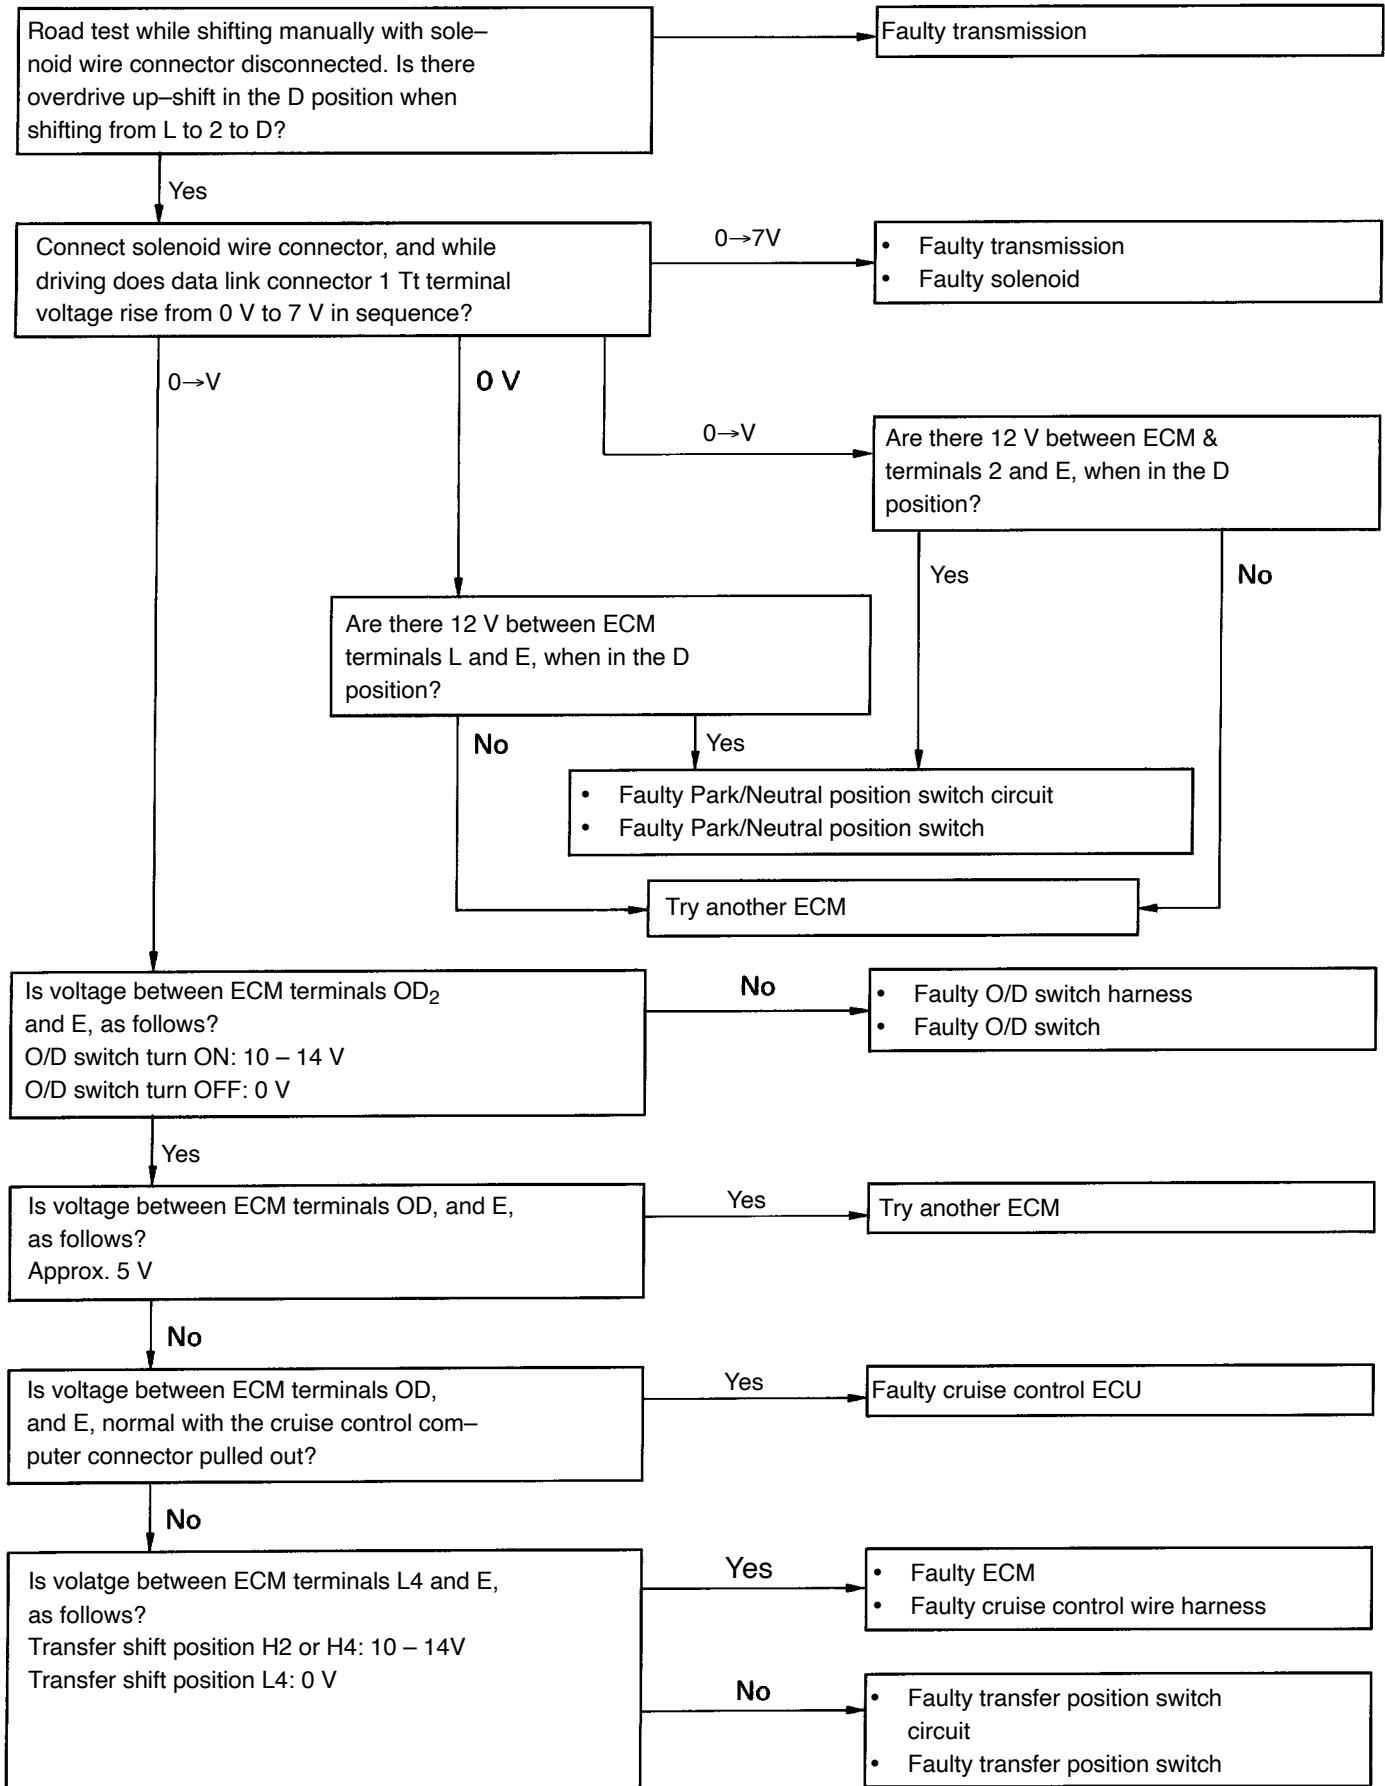 Road test while shifting manually with sole–
noid wire connector disconnected. Is there
overdrive up–shift in the D position when
shifting from L to 2 to D?
Faulty transmission
Yes
Connect solenoid wire connector, and while
driving does data link connector 1 Tt terminal
voltage rise from 0 V to 7 V in sequence?
0→7V
• Faulty transmission
• Faulty solenoid
0→V
0 V
0→V
Are there 12 V between ECM &
terminals 2 and E, when in the D
position?
Yes
No
Are there 12 V between ECM
terminals L and E, when in the D
position?
No
Yes
• Faulty Park/Neutral position switch circuit
• Faulty Park/Neutral position switch
Try another ECM
Is voltage between ECM terminals OD2
and E, as follows?
O/D switch turn ON: 10 – 14 V
O/D switch turn OFF: 0 V
No
• Faulty O/D switch harness
• Faulty O/D switch
Yes
Is voltage between ECM terminals OD, and E,
as follows?
Approx. 5 V
Yes
Try another ECM
No
Is voltage between ECM terminals OD,
and E, normal with the cruise control com–
puter connector pulled out?
Yes
Faulty cruise control ECU
No
Is volatge between ECM terminals L4 and E,
as follows?
Transfer shift position H2 or H4: 10 – 14V
Transfer shift position L4: 0 V
Yes
• Faulty ECM
• Faulty cruise control wire harness
No
• Faulty transfer position switch
circuit
• Faulty transfer position switch